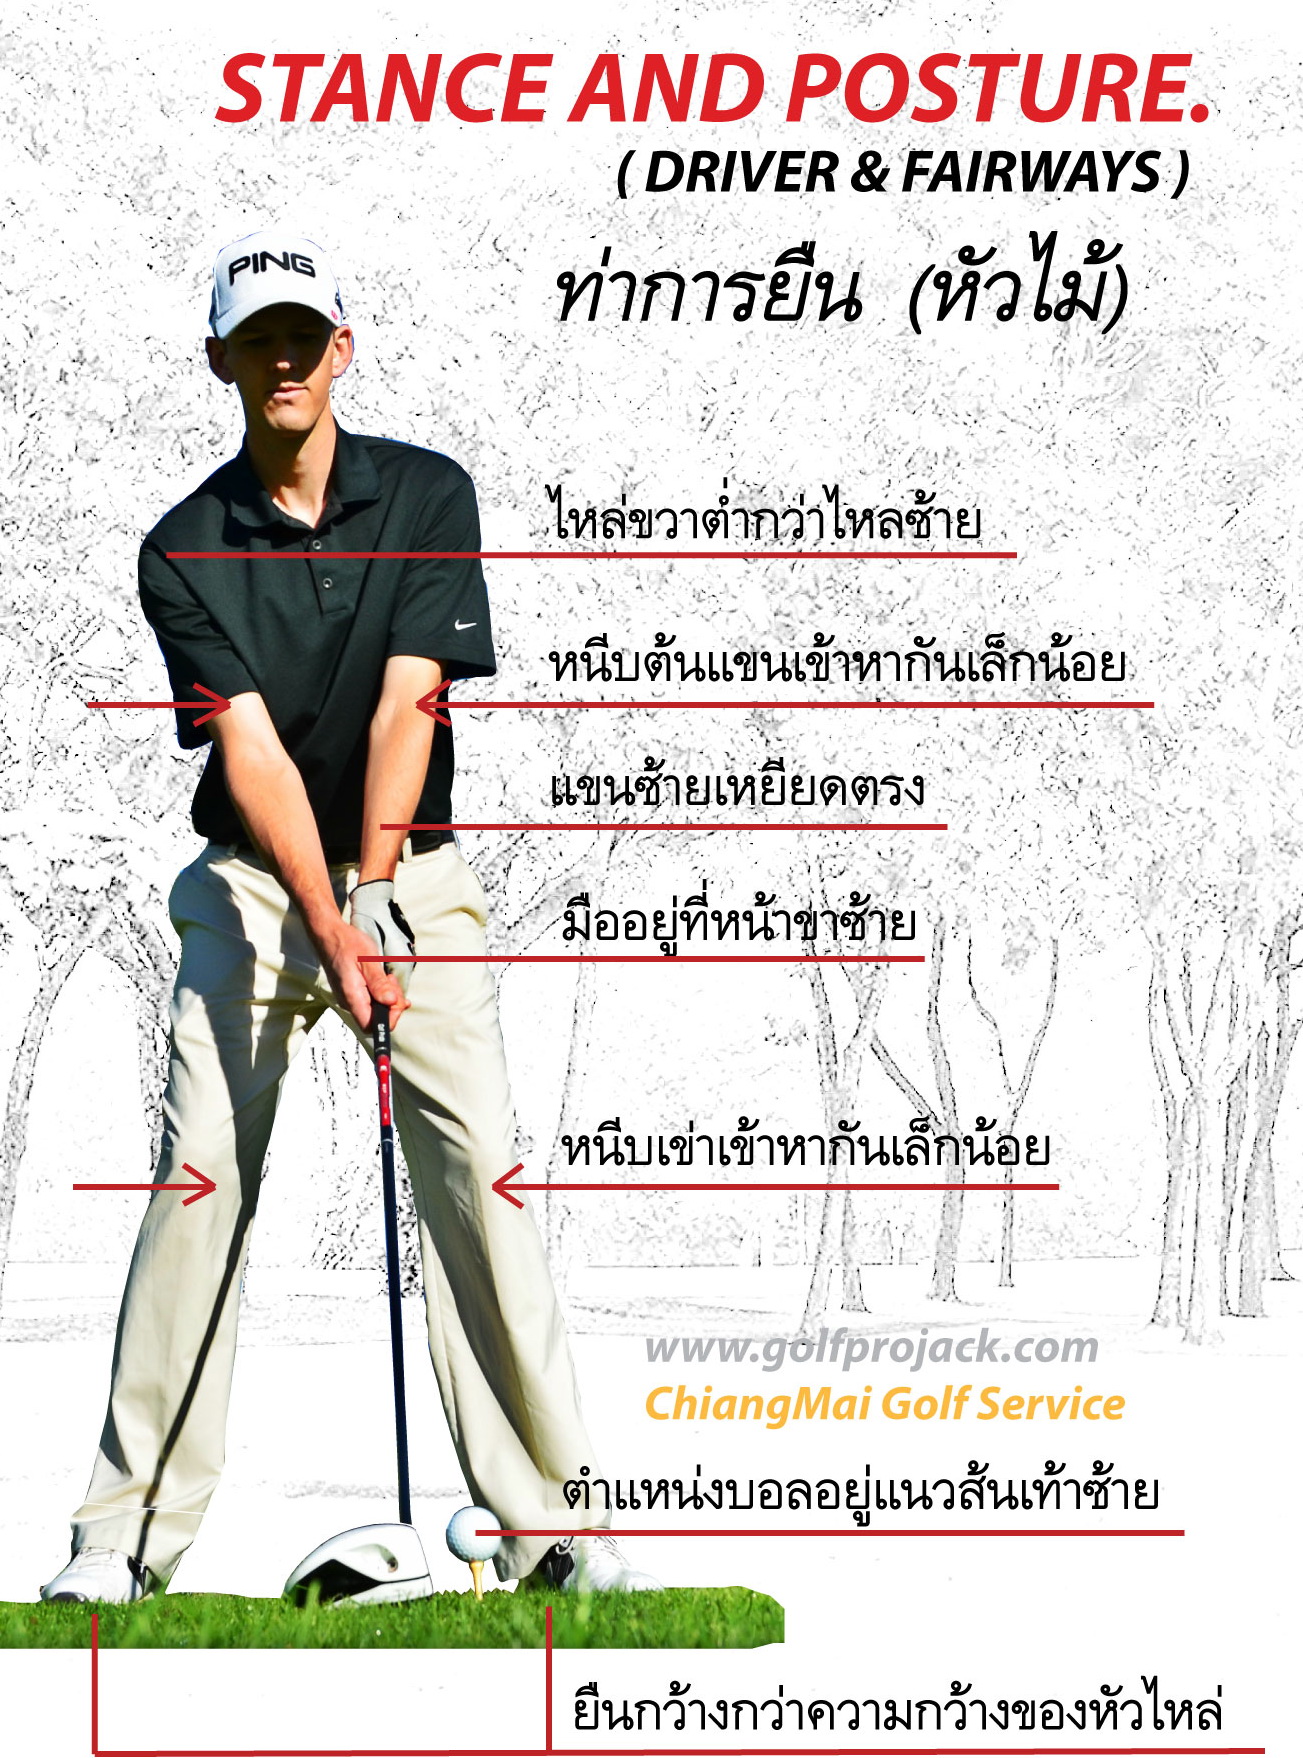 STANCE AND POSTURE.
( DRIVER & FAIRWAYS )
ท่าการยืน (หัวไม้)
PING
ไหล่ขวาต่ำกว่าไหลซ้าย
หนีบต้นแขนเข้าหากันเล็กน้อย
แขนซ้ายเหยียดตรง
มืออยู่ที่หน้าขาซ้าย
หนีบเข่าเข้าหากันเล็กน้อย
www.golfprojack.com
ChiangMai Golf Service
ตำแหน่งบอลอยู่แนวส้นเท้าซ้าย
ยืนกว้างกว่าความกว้างของหัวไหล่